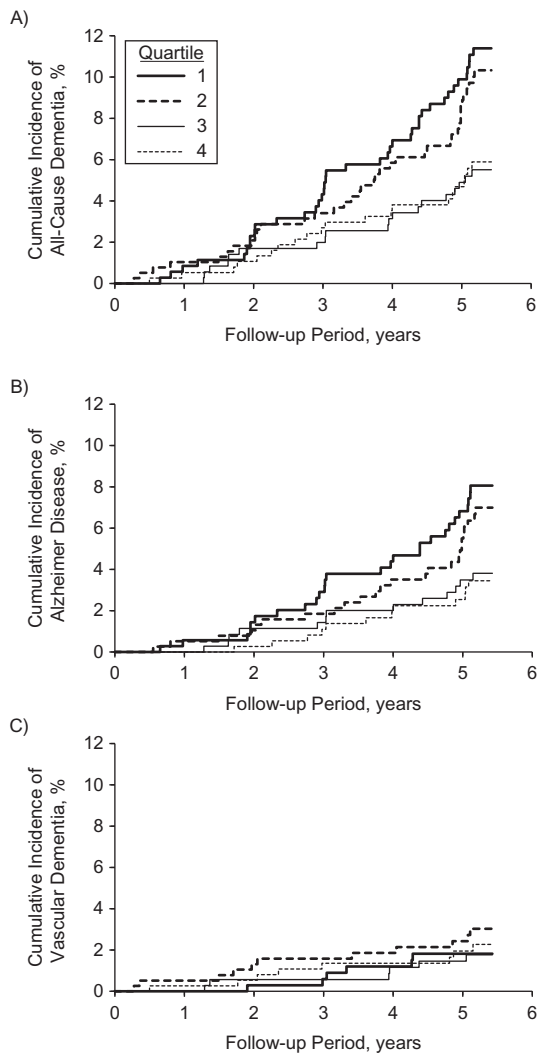 A)
Cumulative Incidence of
All-Cause Dementia, %
12
10
8
6
4
2
0
Quartile
1
2
3
4
0 1 2 3 4 5 6
Follow-up Period, years
B)
Cumulative Incidence of
Alzheimer Disease, %
12
10
8
6
4
2
0
0 1 2 3 4 5 6
Follow-up Period, years
C)
Cumulative Incidence of
Vascular Dementia, %
12
10
8
6
4
2
0
0 1 2 3 4 5 6
Follow-up Period, years